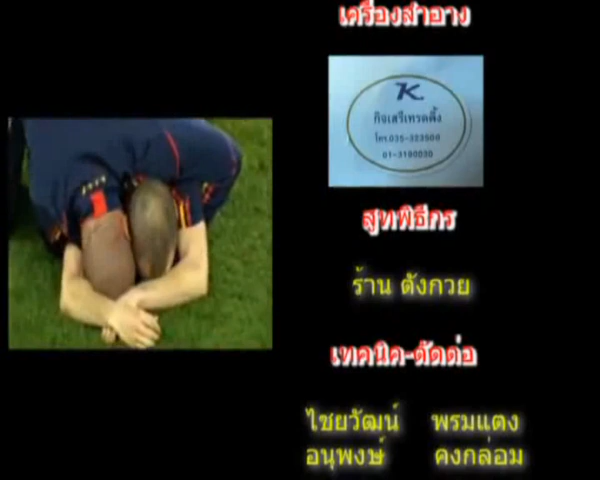 เครื่องสำอาง
K.
กิจเสรีเทรดดิ้ง
โทร.035-323500
01-3190030
สูทพิธีกร
ร้าน ตังกวย
เทคนิค-ตัดต่อ
ไชยวัฒน์ พรมแตง
อนุพงษ์ คงกล่อม